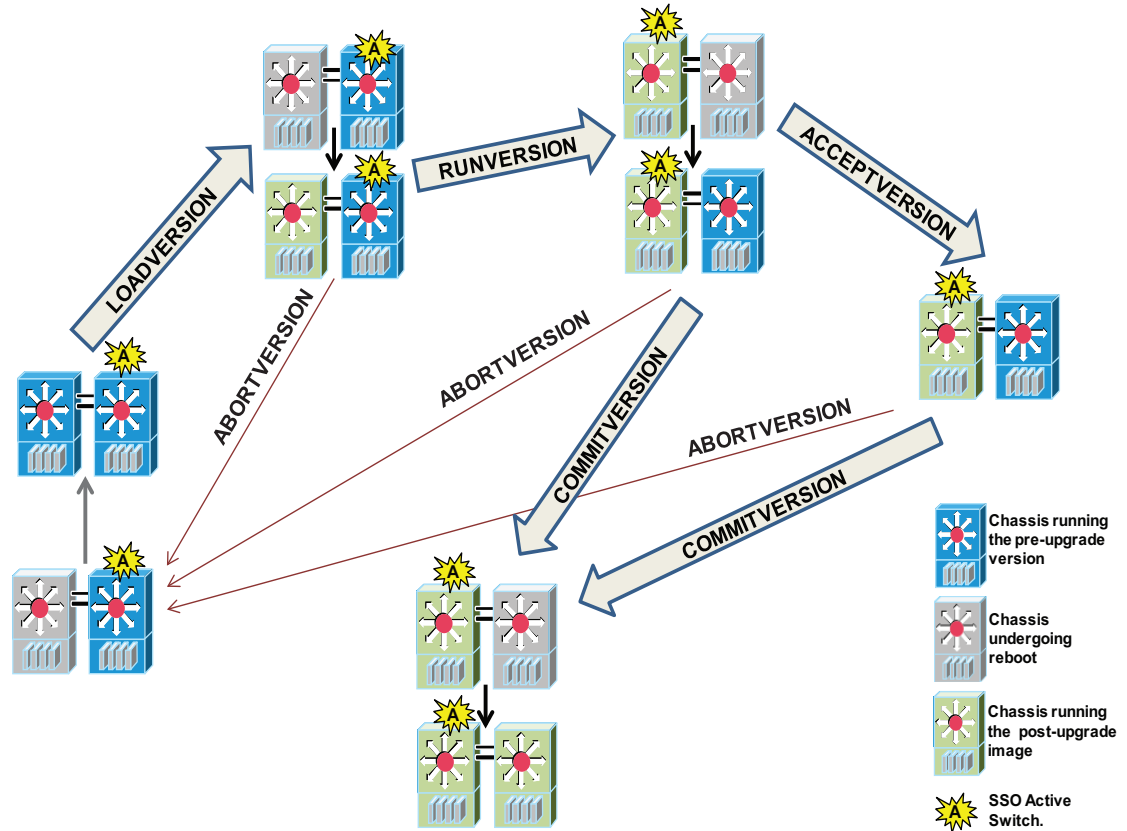 A
A
A
A
RUNVERSION
ACCEPTVERSION
LOADVERSION
A
ABORTVERSION
ABORTVERSION
A
COMMITVERSION
ABORTVERSION
COMMITVERSION
A
A
A
Chassis running
the pre-upgrade
version
Chassis
undergoing
reboot
Chassis running
the post-upgrade
image
A
SSO Active
Switch.